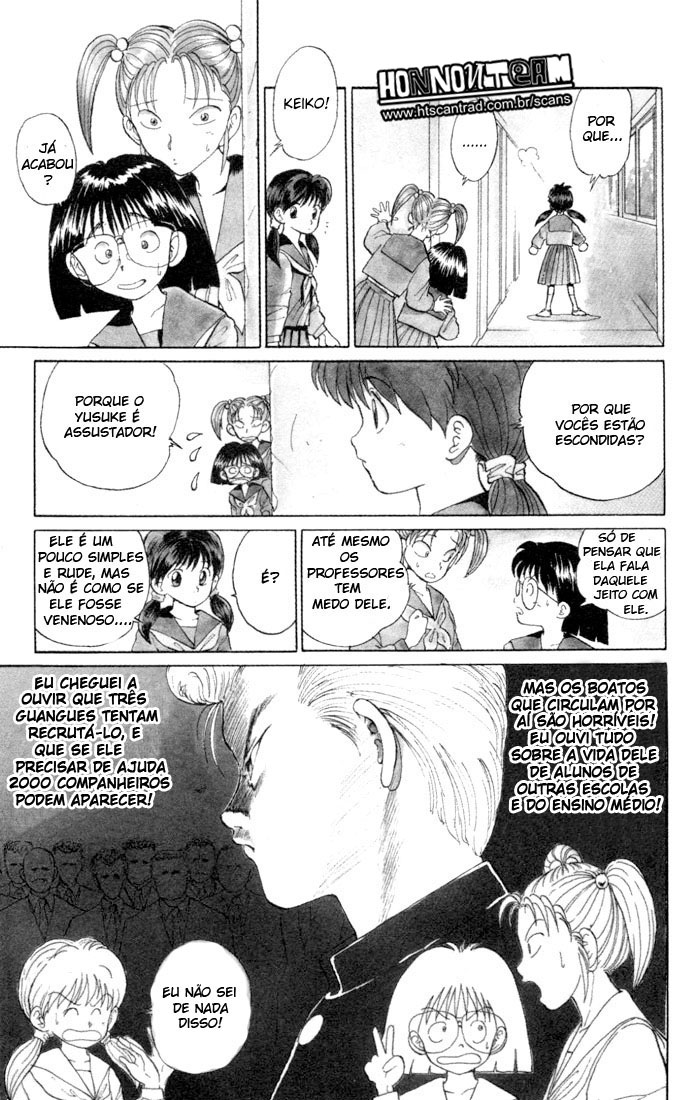 HONNOU TEAM
www.htscantrad.com.br/scans
POR
QUE...
......
KEIKO!
JÁ
ACABOU
?
POR QUE
VOCÊS ESTÃO
ESCONDIDAS?
PORQUE O
YUSUKE É
ASSUSTADOR!
SÓ DE
PENSAR QUE
ELA FALA
DAQUELE
JEITO COM
ELE.
ATÉ MESMO
OS
PROFESSORES
TEM
MEDO DELE.
É?
ELE É UM
POUCO SIMPLES
E RUDE, MAS
NÃO É COMO SE
ELE FOSSE
VENENOSO....
MAS OS BOATOS
QUE CIRCULAM POR
AÍ SÃO HORRÍVEIS!
EU OUVI TUDO
SOBRE A VIDA DELE
DE ALUNOS DE
OUTRAS ESCOLAS
E DO ENSINO MÉDIO!
EU CHEGUEI A
OUVIR QUE TRÊS
GUANGUES TENTAM
RECRUTÁ-LO, E
QUE SE ELE
PRECISAR DE AJUDA
2000 COMPANHEIROS
PODEM APARECER!
EU NÃO SEI
DE NADA
DISSO!